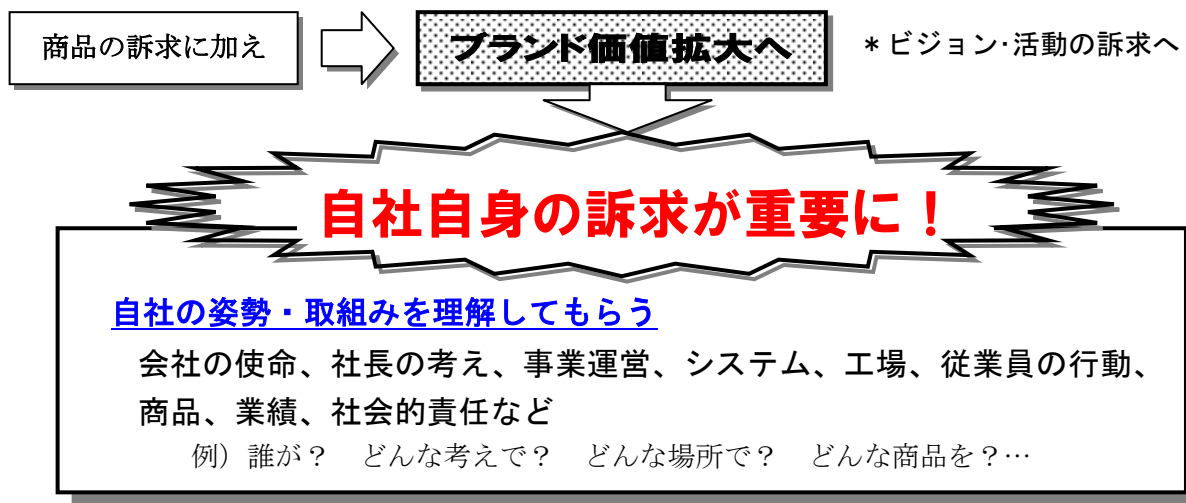 商品の訴求に加え
ブランド価値拡大へ
＊ビジョン･活動の訴求へ
自社自身の訴求が重要に！
自社の姿勢・取組みを理解してもらう
会社の使命、社長の考え、事業運営、システム、工場、従業員の行動、
商品、業績、社会的責任など
例）誰が？　どんな考えで？　どんな場所で？　どんな商品を？…